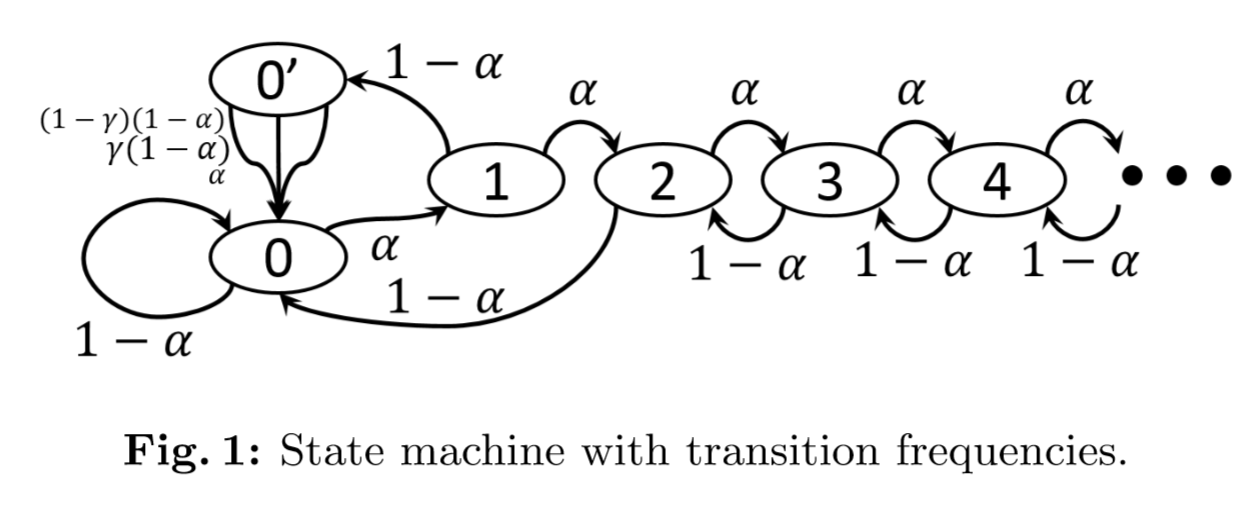 0′
1 − α
α
α
α
α
(1 − γ)(1 − α)
γ(1 − α)
α
1
2
3
4
• • •
0
α
1 − α
1 − α
1 − α
1 − α
1 − α
Fig. 1: State machine with transition frequencies.